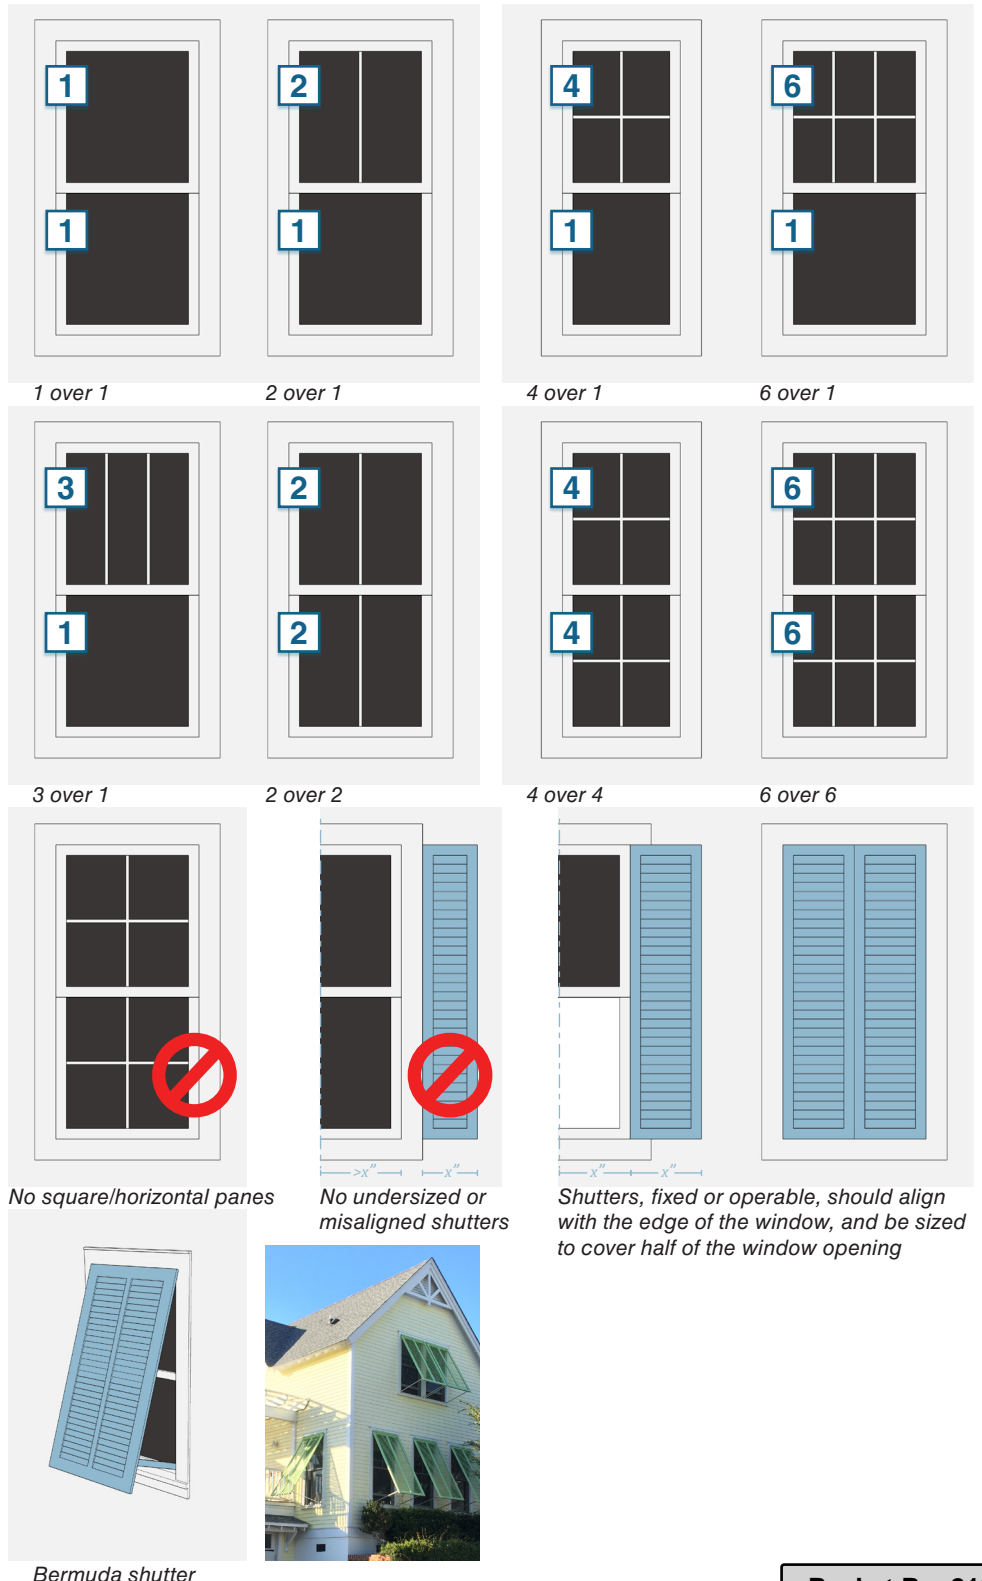 1
2
4
6
1
1
1
1
1 over 1
2 over 1
4 over 1
6 over 1
3
2
4
6
1
2
4
6
3 over 1
2 over 2
4 over 4
6 over 6
>x"
x"
x"
x"
No square/horizontal panes
No undersized or
misaligned shutters
Shutters, fixed or operable, should align
with the edge of the window, and be sized
to cover half of the window opening
Bermuda shutter